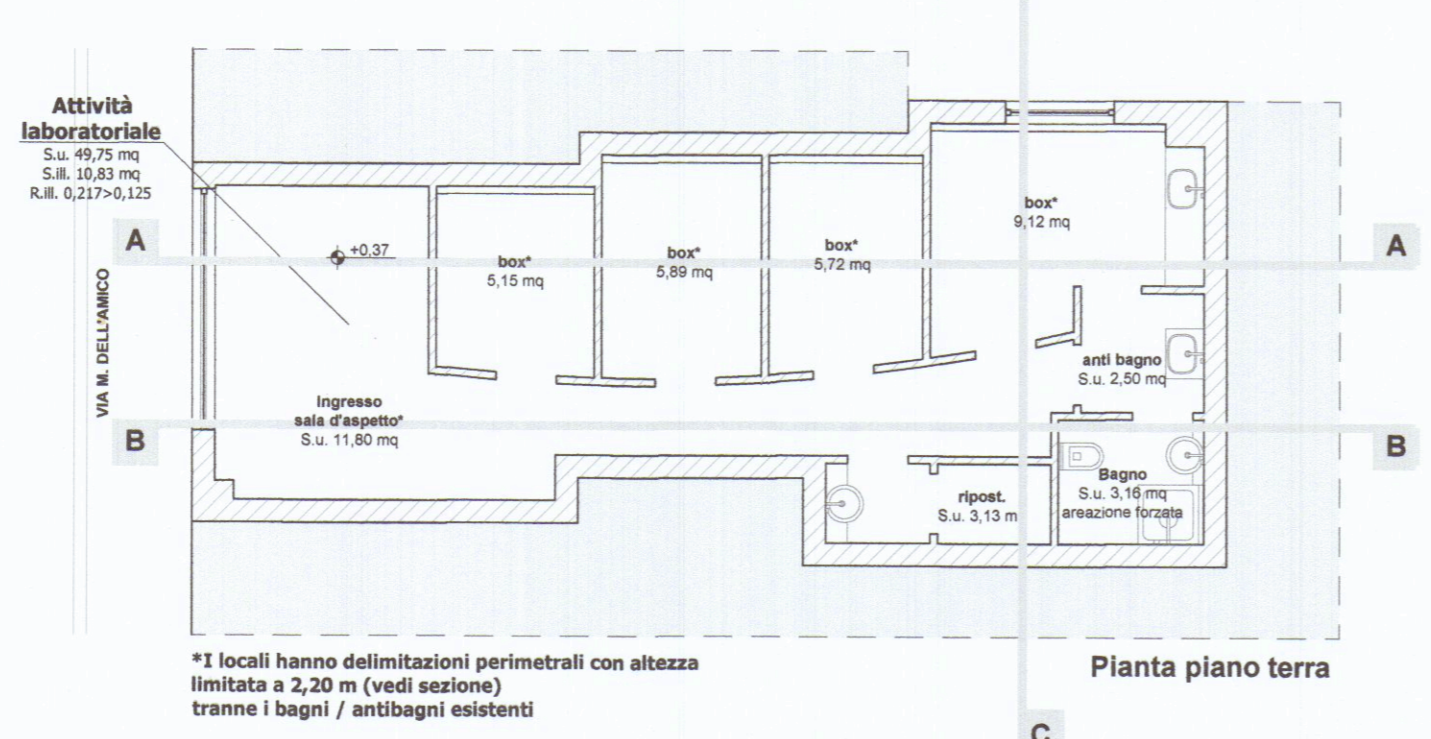 Attività
laboratoriale
S.u. 49,75 mq
S.ill. 10,83 mq
R.ill. 0,217>0,125
A
A
VIA M. DELL'AMICO
+0,37
box*
5,15 mq
box*
5,89 mq
box*
5,72 mq
box*
9,12 mq
anti bagno
S.u. 2,50 mq
Ingresso
sala d'aspetto*
S.u. 11,80 mq
B
B
ripost.
S.u. 3,13 m
Bagno
S.u. 3,16 mq
areazione forzata
*I locali hanno delimitazioni perimetrali con altezza
limitata a 2,20 m (vedi sezione)
tranne i bagni / antibagni esistenti
Pianta piano terra
C